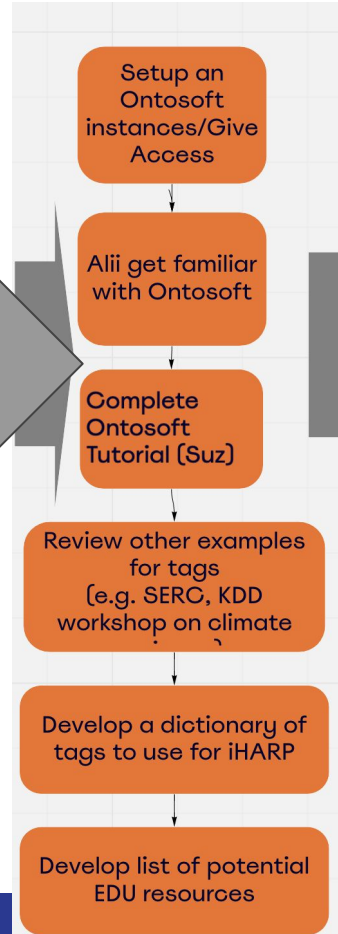 Setup an
Ontosoft
instances/Give
Access
Alii get familiar
with Ontosoft
Complete
Ontosoft
Tutorial (Suz)
Review other examples
for tags
(e.g. SERC, KDD
workshop on climate
Develop a dictionary of
tags to use for iHARP
Develop list of potential
EDU resources